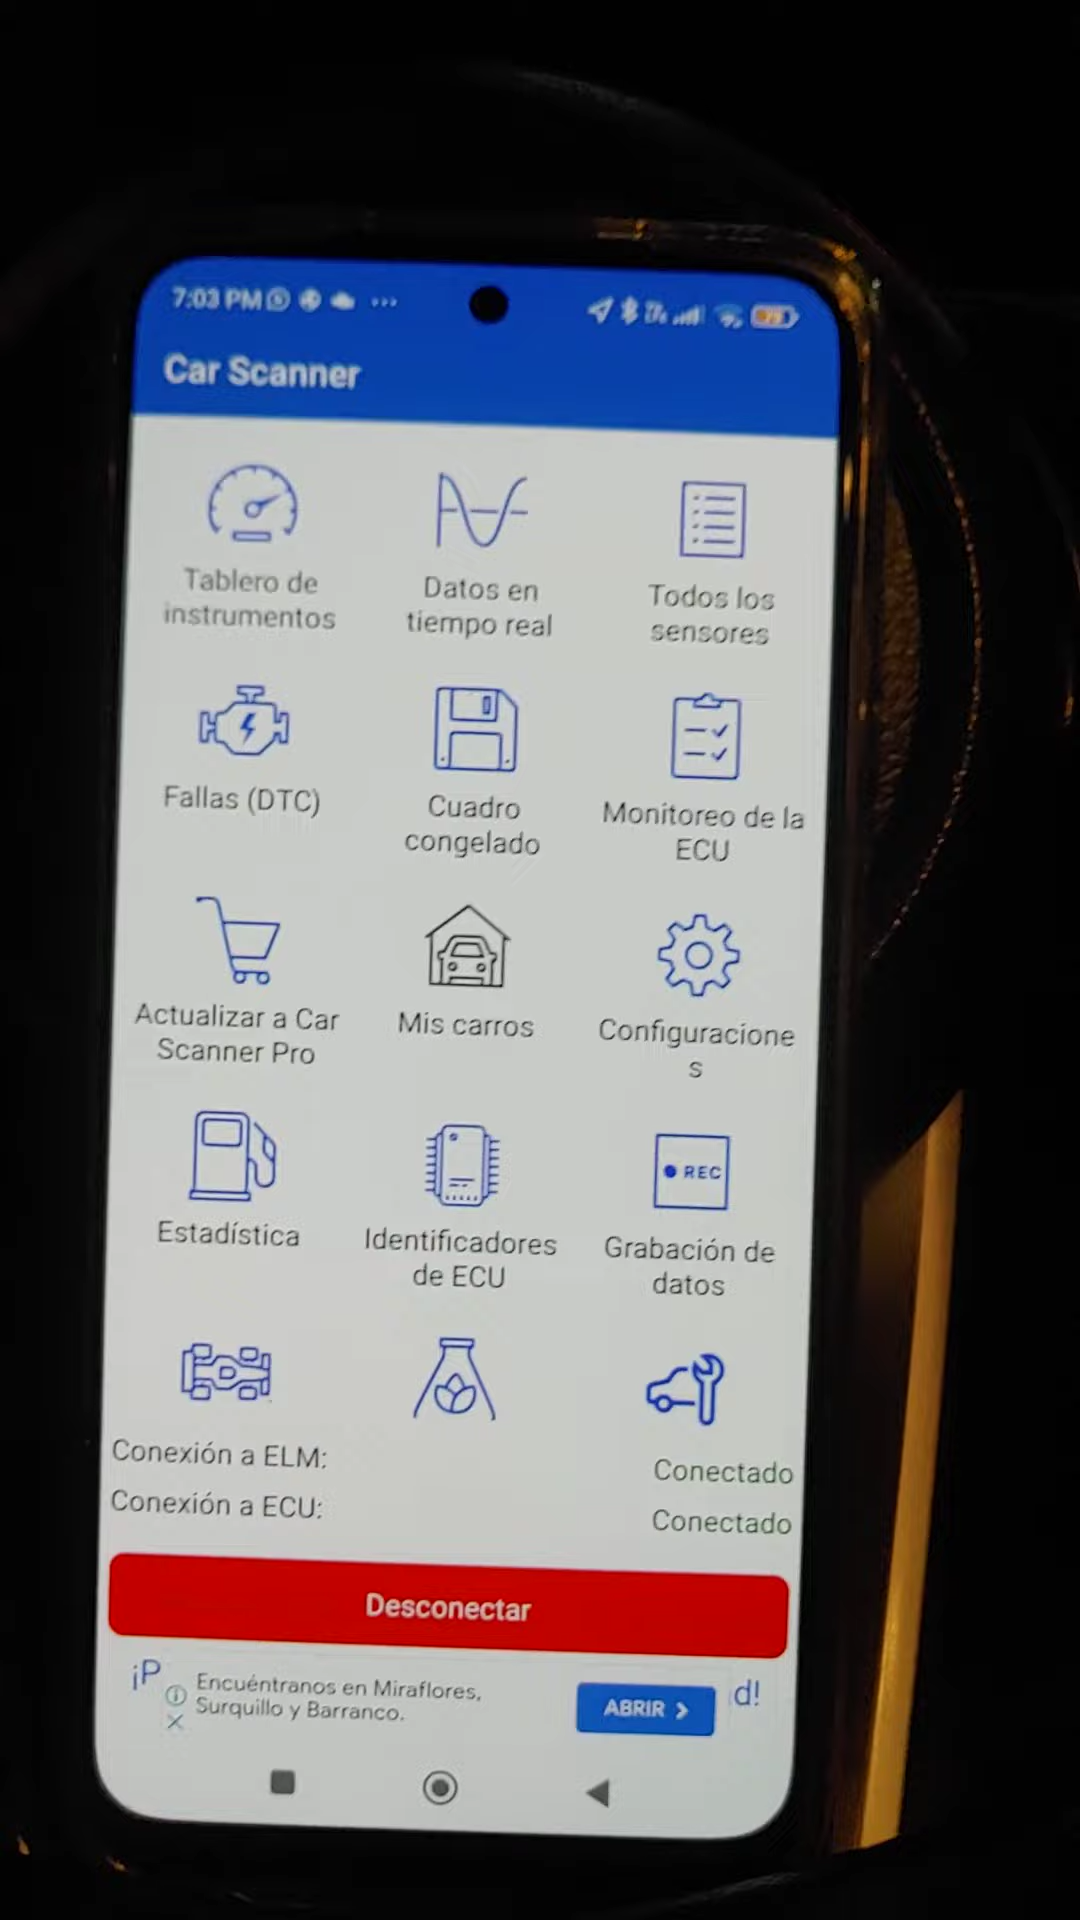 7:03 PM
Car Scanner
Tablero de
instrumentos
Datos en
tiempo real
Todos los
sensores
Fallas (DTC)
Cuadro
congelado
Monitoreo de la
ECU
Actualizar a Car
Scanner Pro
Mis carros
Configuracione
s
Estadística
Identificadores
de ECU
REC
Grabación de
datos
Conexión a ELM:
Conectado
Conexión a ECU:
Conectado
Desconectar
¡P
Encuéntranos en Miraflores,
Surquillo y Barranco.
ABRIR
d!